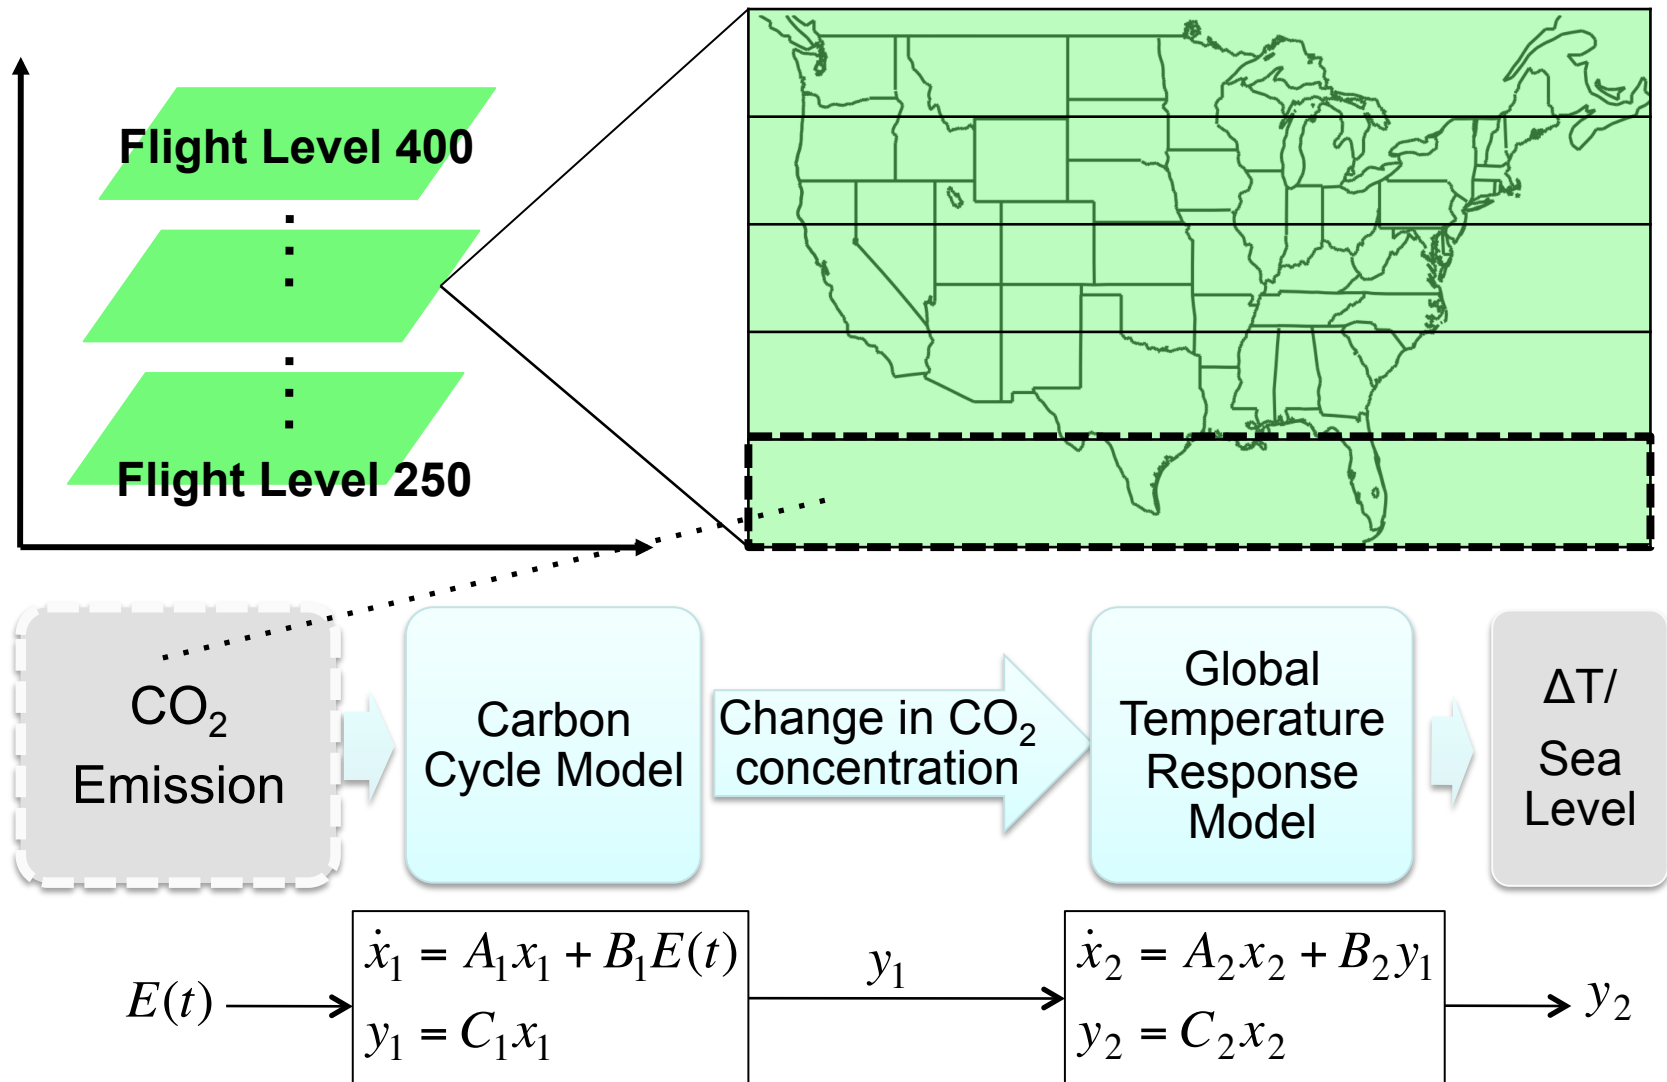 Flight Level 400
Flight Level 250
CO₂
Emission
Carbon
Cycle Model
Change in CO₂
concentration
Global
Temperature
Response
Model
ΔT/
Sea
Level
E(t)
ẋ₁ = A₁x₁ + B₁E(t)
y₁ = C₁x₁
y₁
ẋ₂ = A₂x₂ + B₂y₁
y₂ = C₂x₂
y₂